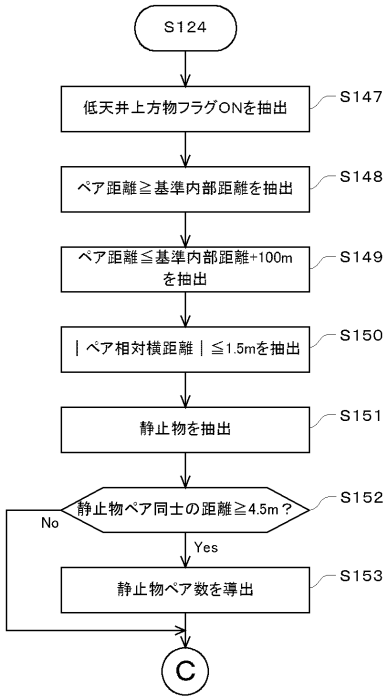 S124
低天井上方物フラグONを抽出
S147
ペア距離≧基準内部距離を抽出
S148
ペア距離≦基準内部距離+100m
を抽出
S149
｜ペア相対横距離｜≦1.5mを抽出
S150
静止物を抽出
S151
静止物ペア同士の距離≧4.5m？
S152
No
Yes
静止物ペア数を導出
S153
C